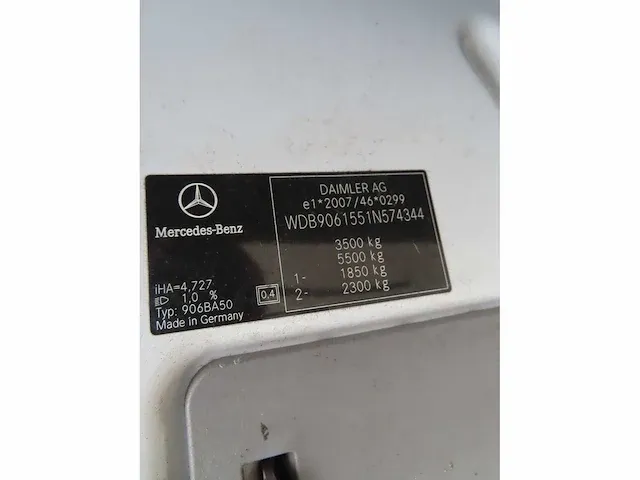 Mercedes-Benz
iHA=4,727
1.0 %
Typ: 906BA50
Made in Germany
0,4
DAIMLER AG
e1*2007/46*0299
WDB9061551N574344
3500 kg
5500 kg
1- 1850 kg
2- 2300 kg